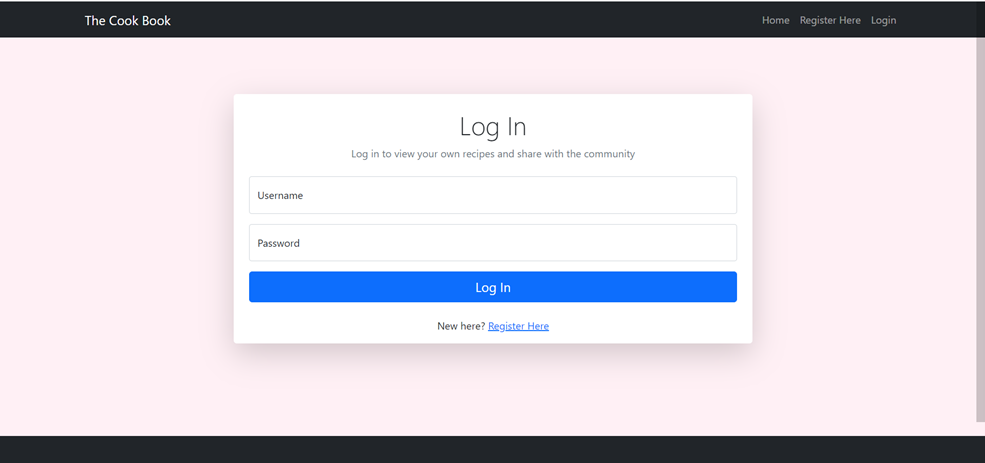 The Cook Book Home Register Here Login
Log In
Log in to view your own recipes and share with the community
Username
Password
Log In
New here? Register Here